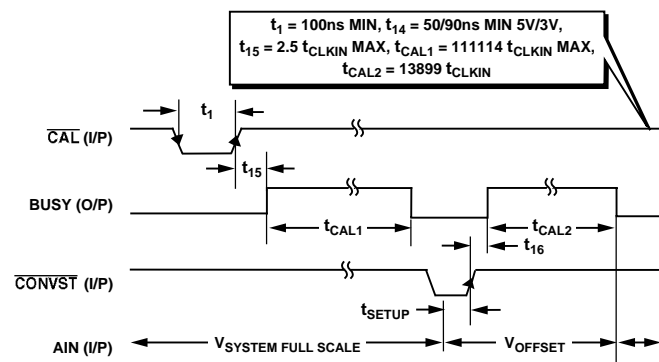 t1 = 100ns MIN, t14 = 50/90ns MIN 5V/3V,
t15 = 2.5 tCLKIN MAX, tCAL1 = 111114 tCLKIN MAX,
tCAL2 = 13899 tCLKIN
t1
CAL (I/P)
t15
BUSY (O/P)
tCAL1
tCAL2
t16
CONVST (I/P)
tSETUP
AIN (I/P)
VSYSTEM FULL SCALE
VOFFSET